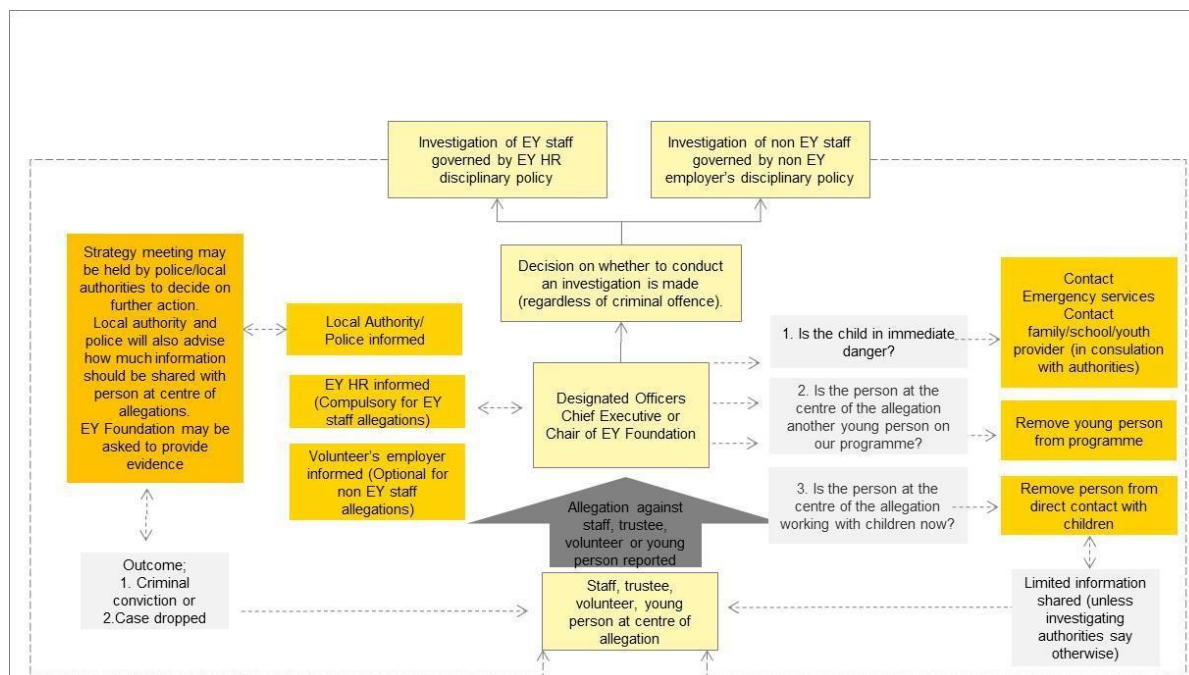 Investigation of EY staff
governed by EY HR
disciplinary policy
Investigation of non EY staff
governed by non EY
employer's disciplinary policy
Strategy meeting may
be held by police/local
authorities to decide on
further action.
Local authority and
police will also advise
how much information
should be shared with
person at centre of
allegations.
EY Foundation may be
asked to provide
evidence
Decision on whether to conduct
an investigation is made
(regardless of criminal offence).
Local Authority/
Police informed
EY HR informed
(Compulsory for EY
staff allegations)
Volunteer's employer
informed (Optional for
non EY staff
allegations)
Designated Officers
Chief Executive or
Chair of EY Foundation
1. Is the child in immediate
danger?
2. Is the person at the
centre of the allegation
another young person on
our programme?
3. Is the person at the
centre of the allegation
working with children now?
Contact
Emergency services
Contact
family/school/youth
provider (in consulation
with authorities)
Remove young person
from programme
Remove person from
direct contact with
children
Allegation against
staff, trustee,
volunteer or young
person reported
Outcome;
1. Criminal
conviction or
2.Case dropped
Staff, trustee,
volunteer, young
person at centre of
allegation
Limited information
shared (unless
investigating
authorities say
otherwise)